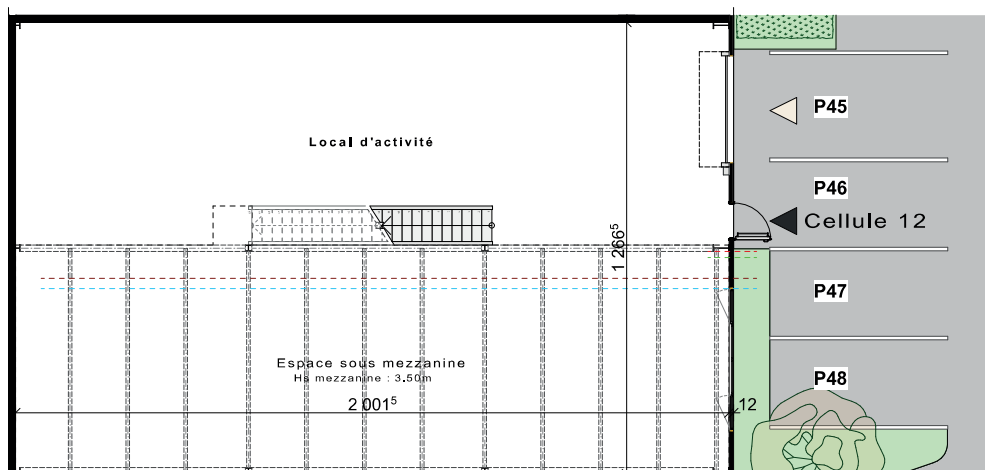 P45
Local d'activité
P46
Cellule 12
1 266⁵
P47
Espace sous mezzanine
Hs mezzanine : 3.50m
P48
2 001⁵
12